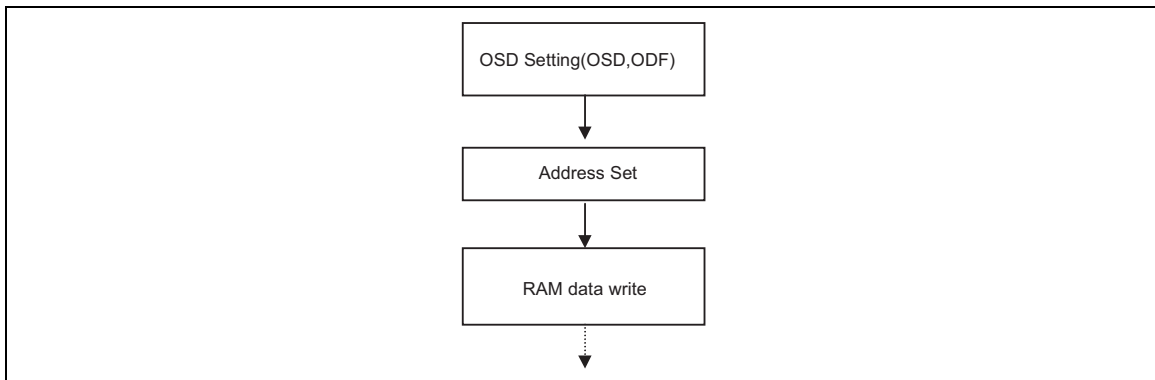 OSD Setting(OSD,ODF)
Address Set
RAM data write